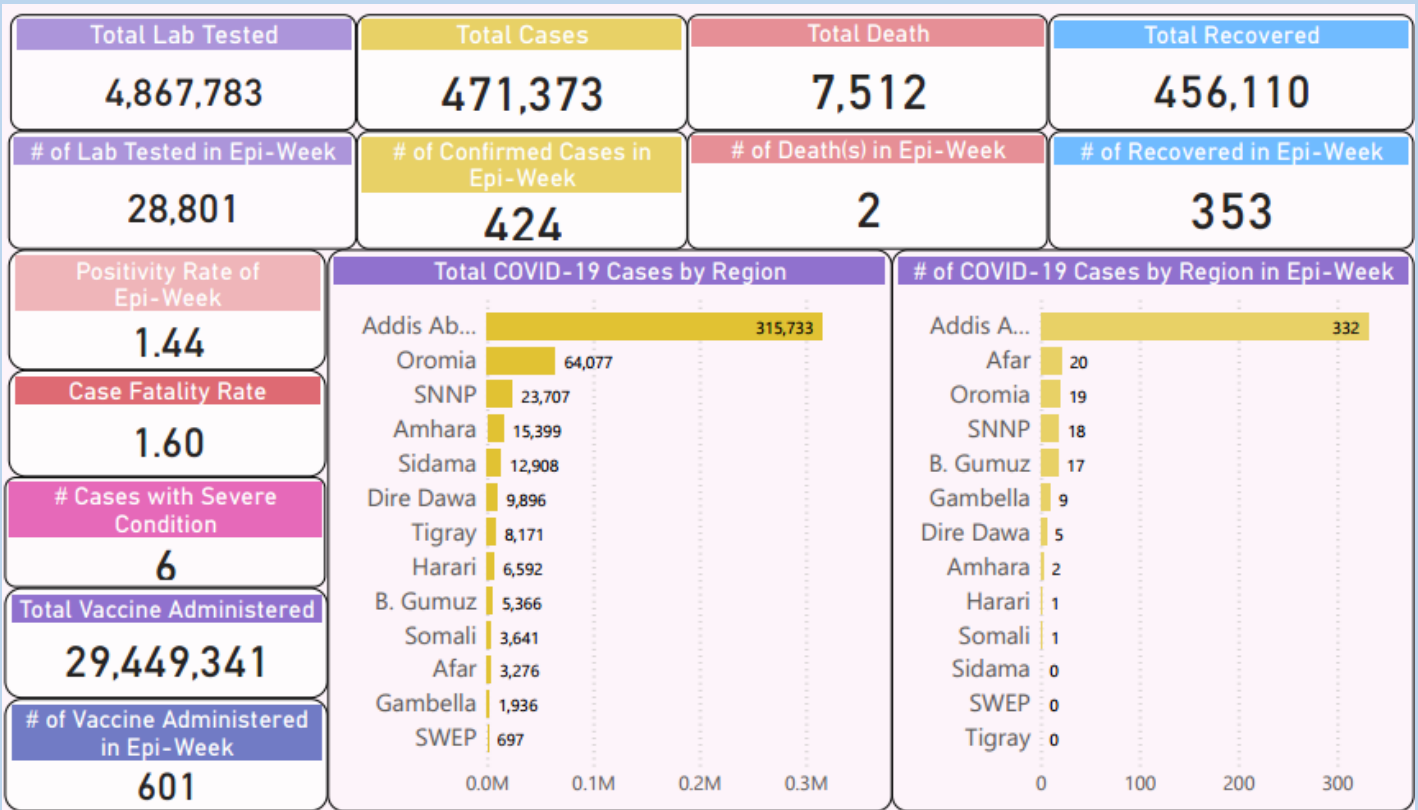 Total Lab Tested
4,867,783
Total Cases
471,373
Total Death
7,512
Total Recovered
456,110
# of Lab Tested in Epi-Week
28,801
# of Confirmed Cases in
Epi-Week
424
# of Death(s) in Epi-Week
2
# of Recovered in Epi-Week
353
Positivity Rate of
Epi-Week
1.44
Case Fatality Rate
1.60
# Cases with Severe
Condition
6
Total Vaccine Administered
29,449,341
# of Vaccine Administered
in Epi-Week
601
Total COVID-19 Cases by Region
Addis Ab... 315,733
Oromia 64,077
SNNP 23,707
Amhara 15,399
Sidama 12,908
Dire Dawa 9,896
Tigray 8,171
Harari 6,592
B. Gumuz 5,366
Somali 3,641
Afar 3,276
Gambella 1,936
SWEP 697
0.0M 0.1M 0.2M 0.3M
# of COVID-19 Cases by Region in Epi-Week
Addis A... 332
Afar 20
Oromia 19
SNNP 18
B. Gumuz 17
Gambella 9
Dire Dawa 5
Amhara 2
Harari 1
Somali 1
Sidama 0
SWEP 0
Tigray 0
0 100 200 300